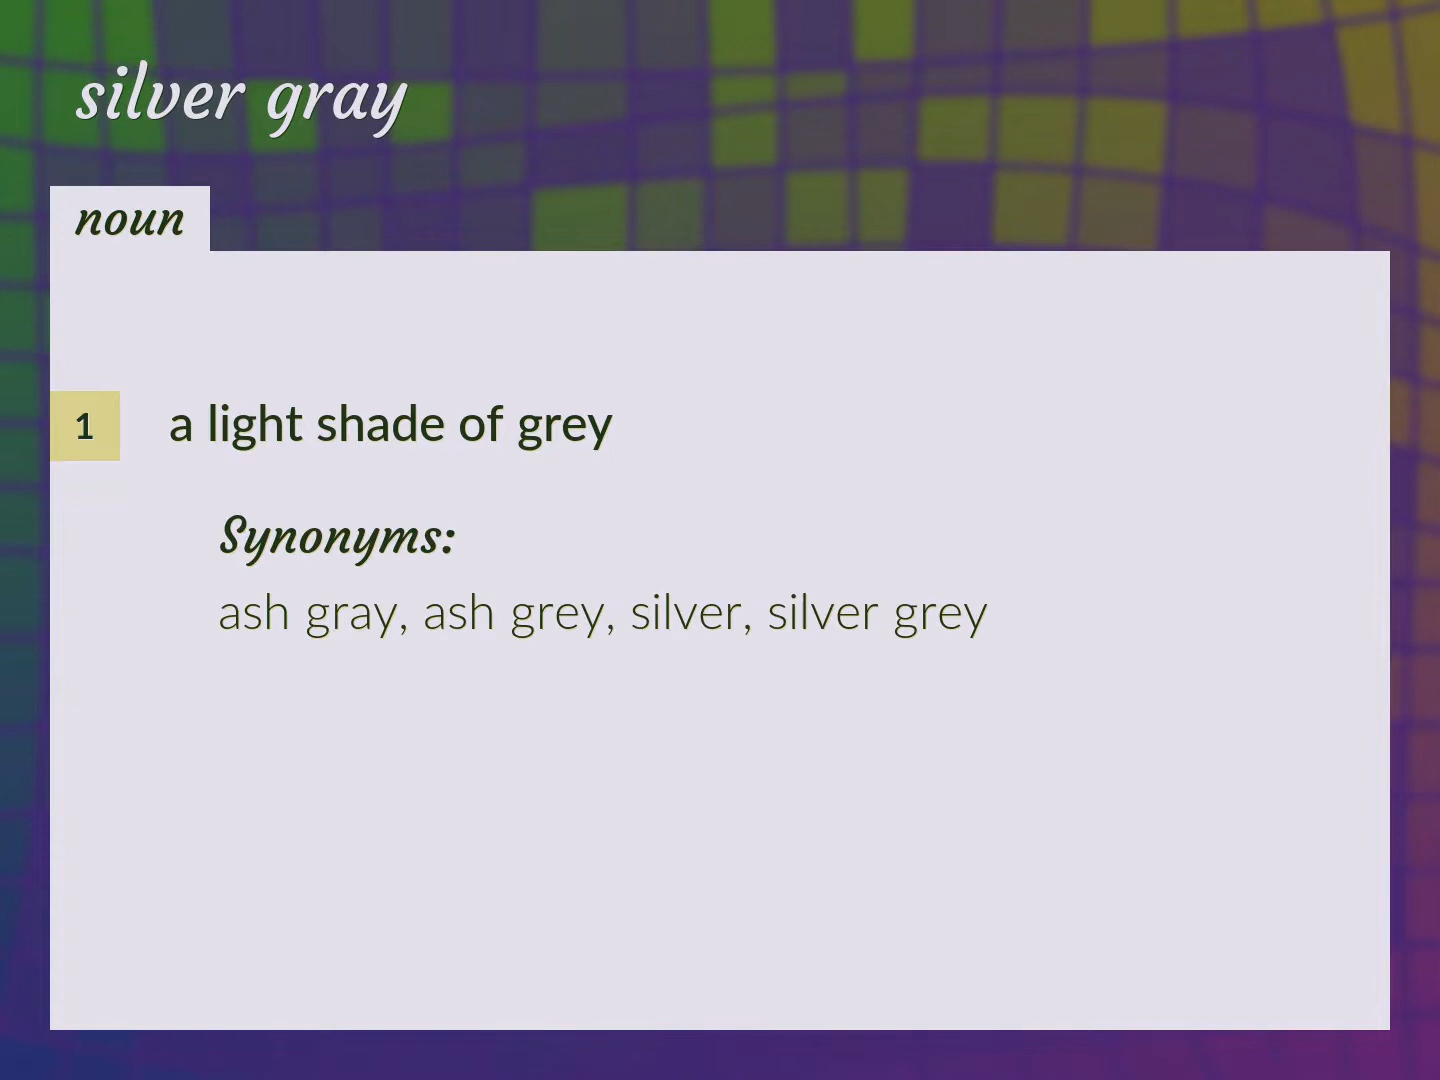 silver gray
noun
1
a light shade of grey
Synonyms:
ash gray, ash grey, silver, silver grey